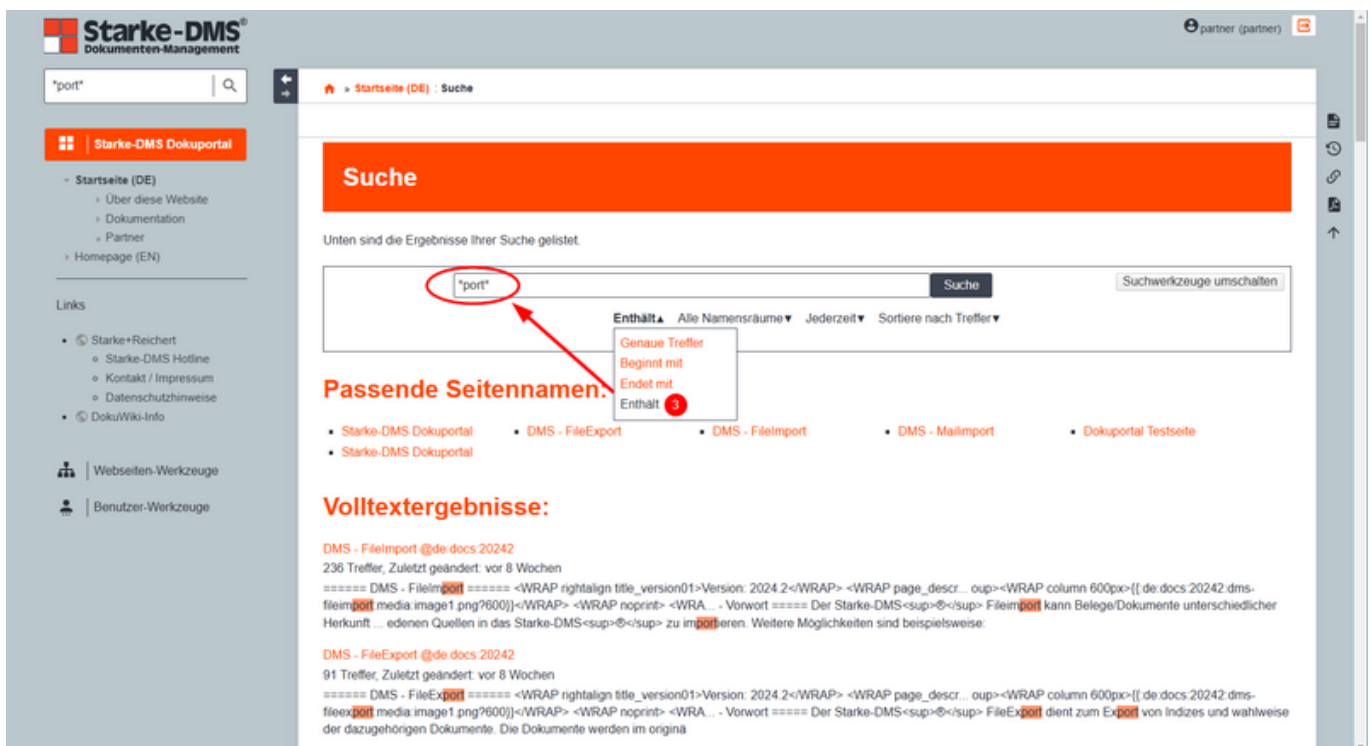 Starke-DMS®
Dokumenten-Management
partner (partner)
*port*
» Startseite (DE) : Suche
Starke-DMS Dokuportal
Startseite (DE)
Über diese Website
Dokumentation
Partner
Homepage (EN)
Links
Starke+Reichert
Starke-DMS Hotline
Kontakt / Impressum
Datenschutzhinweise
DokuWiki-Info
Webseiten-Werkzeuge
Benutzer-Werkzeuge
Suche
Unten sind die Ergebnisse Ihrer Suche gelistet.
*port* Suche Suchwerkzeuge umschalten
Enthält▲ Alle Namensräume▼ Jederzeit▼ Sortiere nach Treffer▼
Genaue Treffer
Beginnt mit
Endet mit
Enthält 3
Passende Seitennamen:
Starke-DMS Dokuportal DMS - FileExport DMS - FileImport DMS - Mailimport Dokuportal Testseite
Starke-DMS Dokuportal
Volltextergebnisse:
DMS - FileImport @de:docs:20242
236 Treffer, Zuletzt geändert: vor 8 Wochen
====== DMS - FileImport ====== <WRAP rightalign title_version01>Version: 2024.2</WRAP> <WRAP page_descr... oup><WRAP column 600px>{{:de:docs:20242:dms-
fileimport:media:image1.png?600}}</WRAP> <WRAP noprint> <WRA... - Vorwort ===== Der Starke-DMS<sup>®</sup> Fileimport kann Belege/Dokumente unterschiedlicher
Herkunft ... edenen Quellen in das Starke-DMS<sup>®</sup> zu importieren. Weitere Möglichkeiten sind beispielsweise:
DMS - FileExport @de:docs:20242
91 Treffer, Zuletzt geändert: vor 8 Wochen
====== DMS - FileExport ====== <WRAP rightalign title_version01>Version: 2024.2</WRAP> <WRAP page_descr... oup><WRAP column 600px>{{:de:docs:20242:dms-
fileexport:media:image1.png?600}}</WRAP> <WRAP noprint> <WRA... - Vorwort ===== Der Starke-DMS<sup>®</sup> FileExport dient zum Export von Indizes und wahlweise
der dazugehörigen Dokumente. Die Dokumente werden im originä